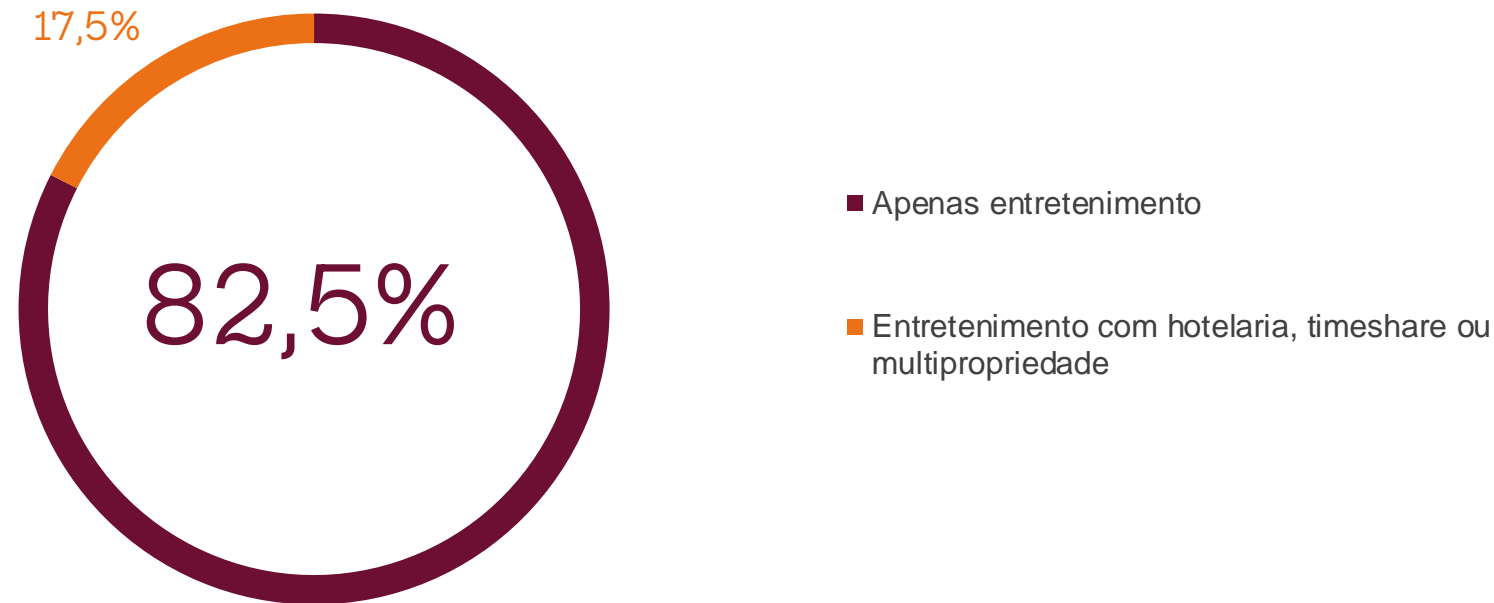 17,5%
82,5%
Apenas entretenimento
Entretenimento com hotelaria, timeshare ou
multipropriedade